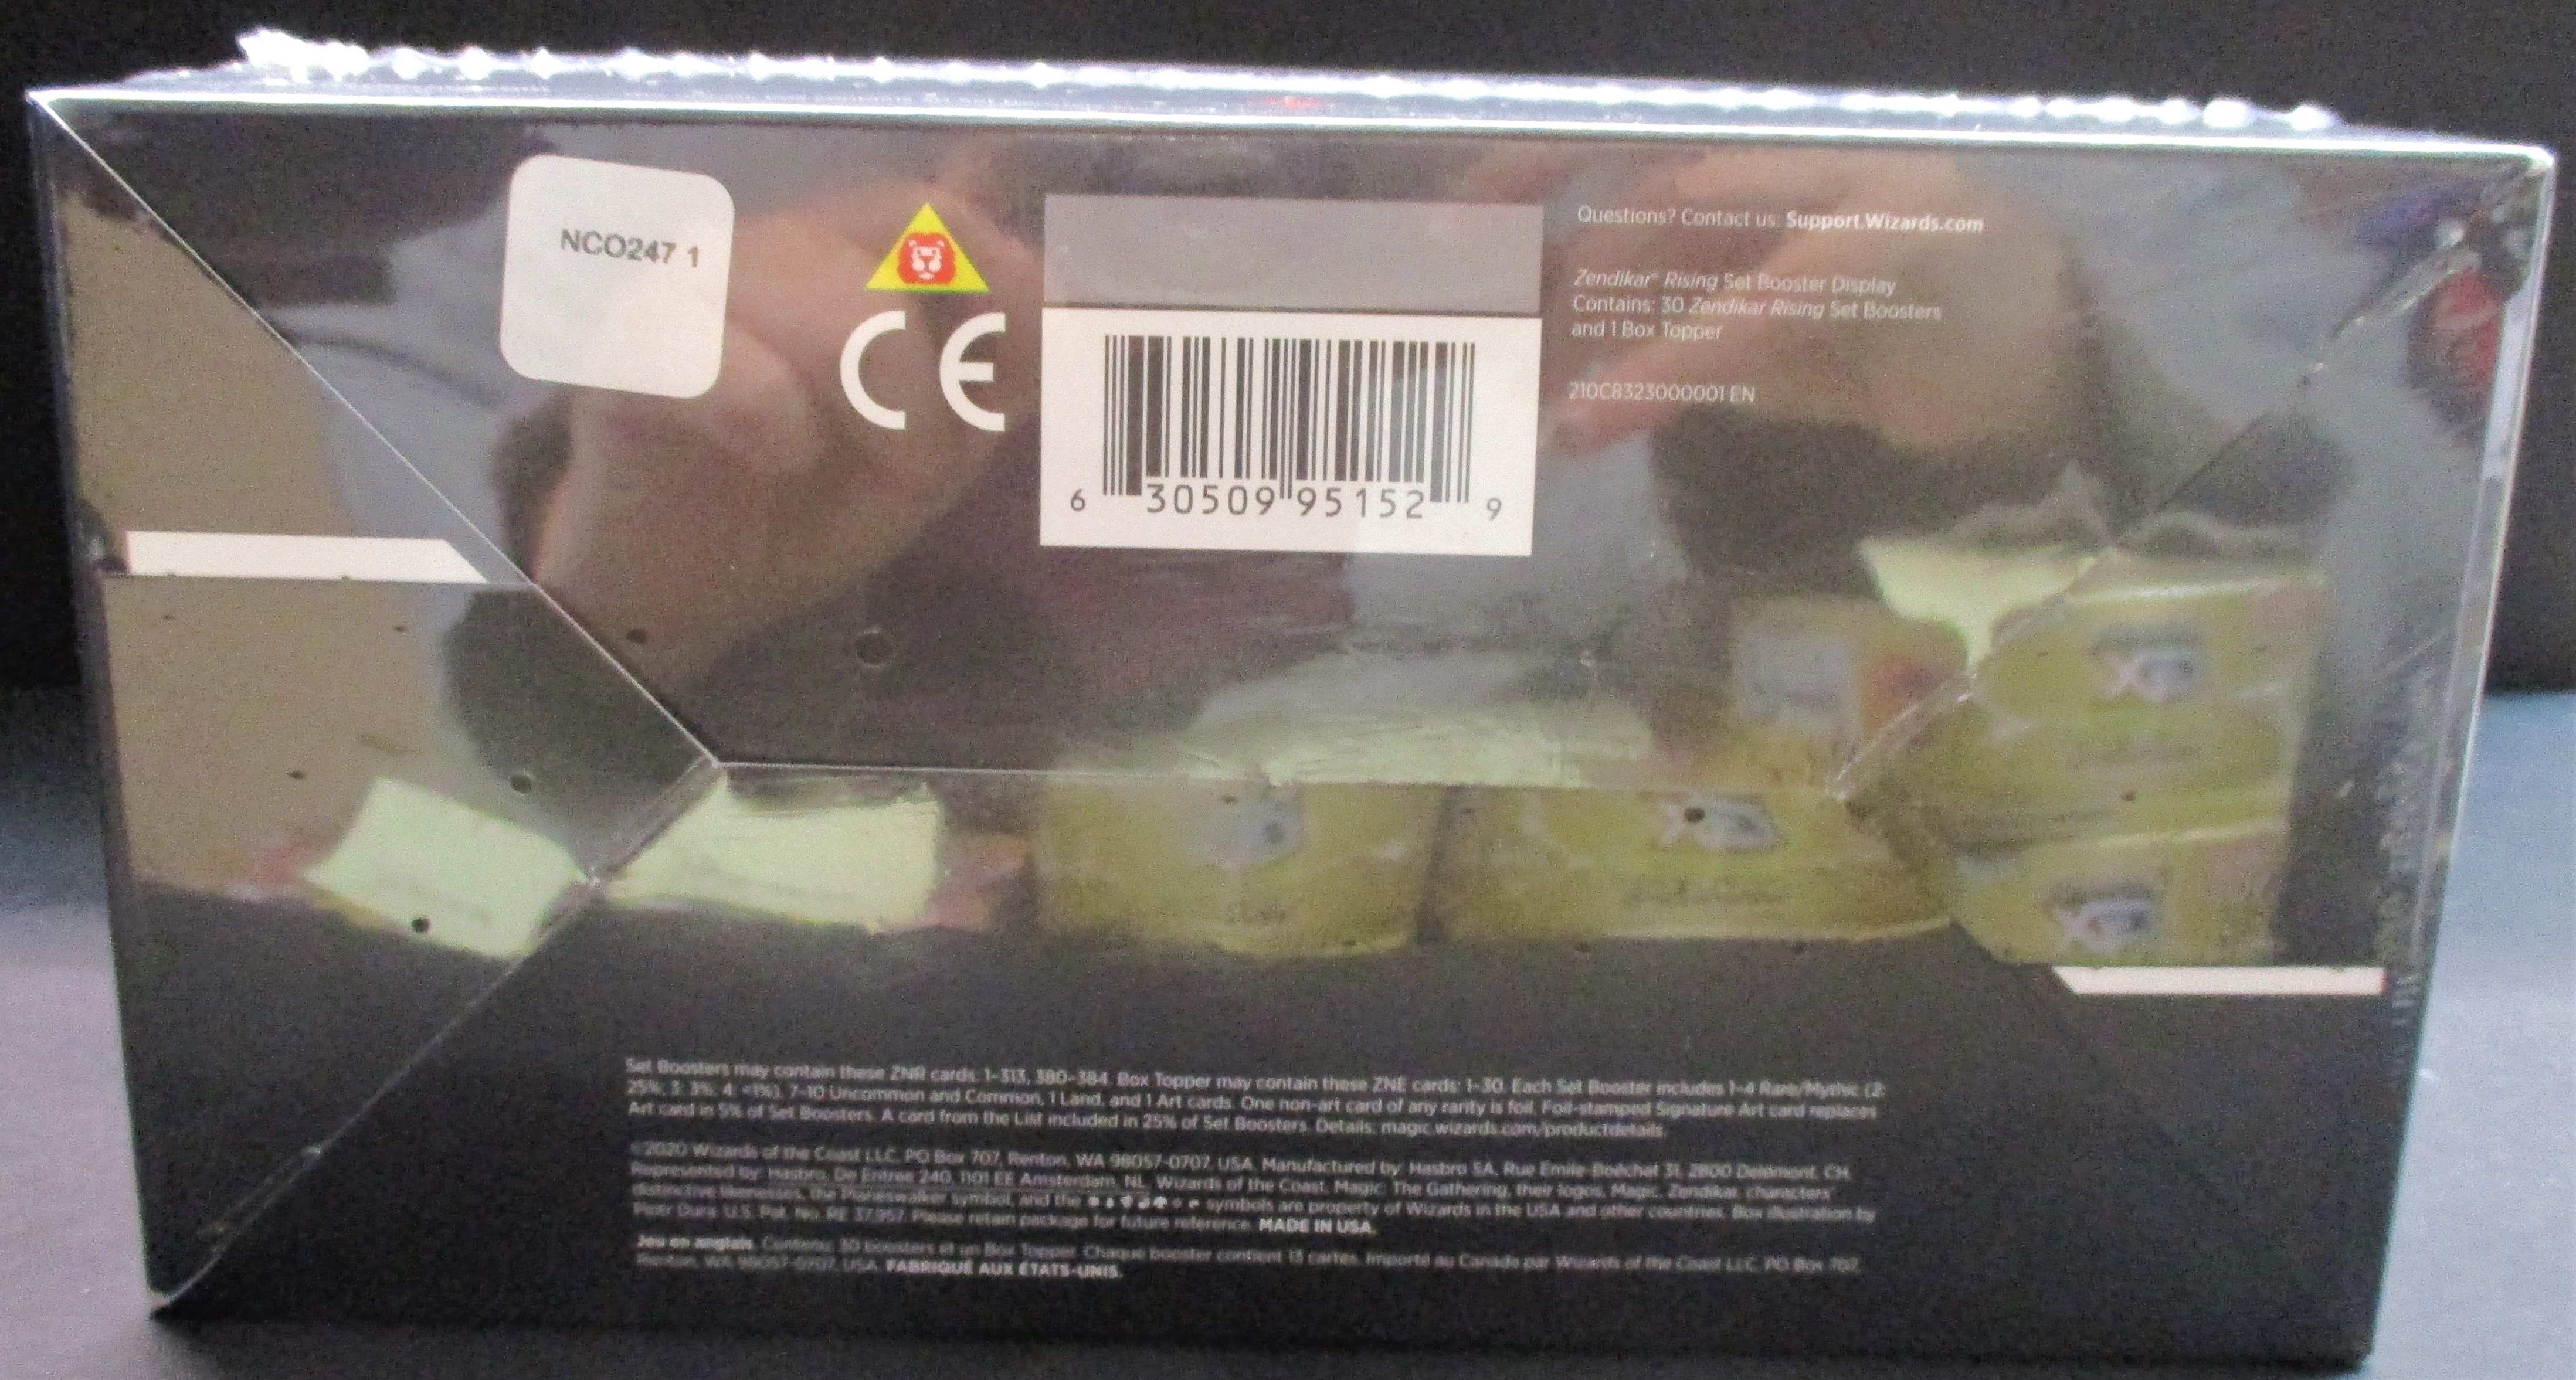 NCO247 1
CE
6 30509 95152 9
Questions? Contact us: Support.Wizards.com
Zendikar™ Rising Set Booster Display
Contains: 30 Zendikar Rising Set Boosters
and 1 Box Topper
210C8323000001 EN
Set Boosters may contain these ZNR cards: 1-313, 380-384. Box Topper may contain these ZNE cards: 1-30. Each Set Booster includes 1-4 Rare/Mythic (2:
25%, 3: 3%, 4: <1%), 7-10 Uncommon and Common, 1 Land, and 1 Art cards. One non-art card of any rarity is foil. Foil-stamped Signature Art card replaces
Art card in 5% of Set Boosters. A card from the List included in 25% of Set Boosters. Details: magic.wizards.com/productdetails.
©2020 Wizards of the Coast LLC, PO Box 707, Renton, WA 98057-0707, USA. Manufactured by: Hasbro SA, Rue Emile-Boéchat 31, 2800 Delémont, CH.
Represented by: Hasbro, De Entree 240, 1101 EE Amsterdam, NL. Wizards of the Coast, Magic: The Gathering, their logos, Magic, Zendikar, characters'
distinctive likenesses, the Planeswalker symbol, and the symbols are property of Wizards in the USA and other countries. Box illustration by
Piotr Dura. U.S. Pat. No. RE 37,957. Please retain package for future reference. MADE IN USA.
Jeu en anglais. Contenu: 30 boosters et un Box Topper. Chaque booster contient 13 cartes. Importé au Canada par Wizards of the Coast LLC, PO Box 707,
Renton, WA 98057-0707, USA. FABRIQUÉ AUX ÉTATS-UNIS.